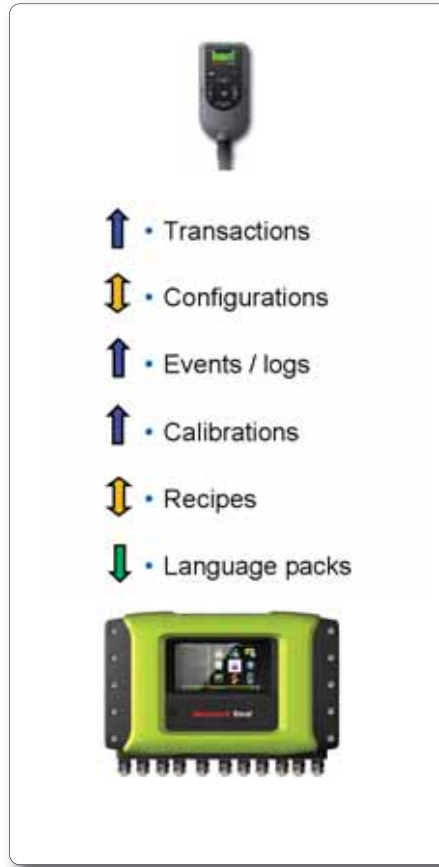 • Transactions
• Configurations
• Events / logs
• Calibrations
• Recipes
• Language packs